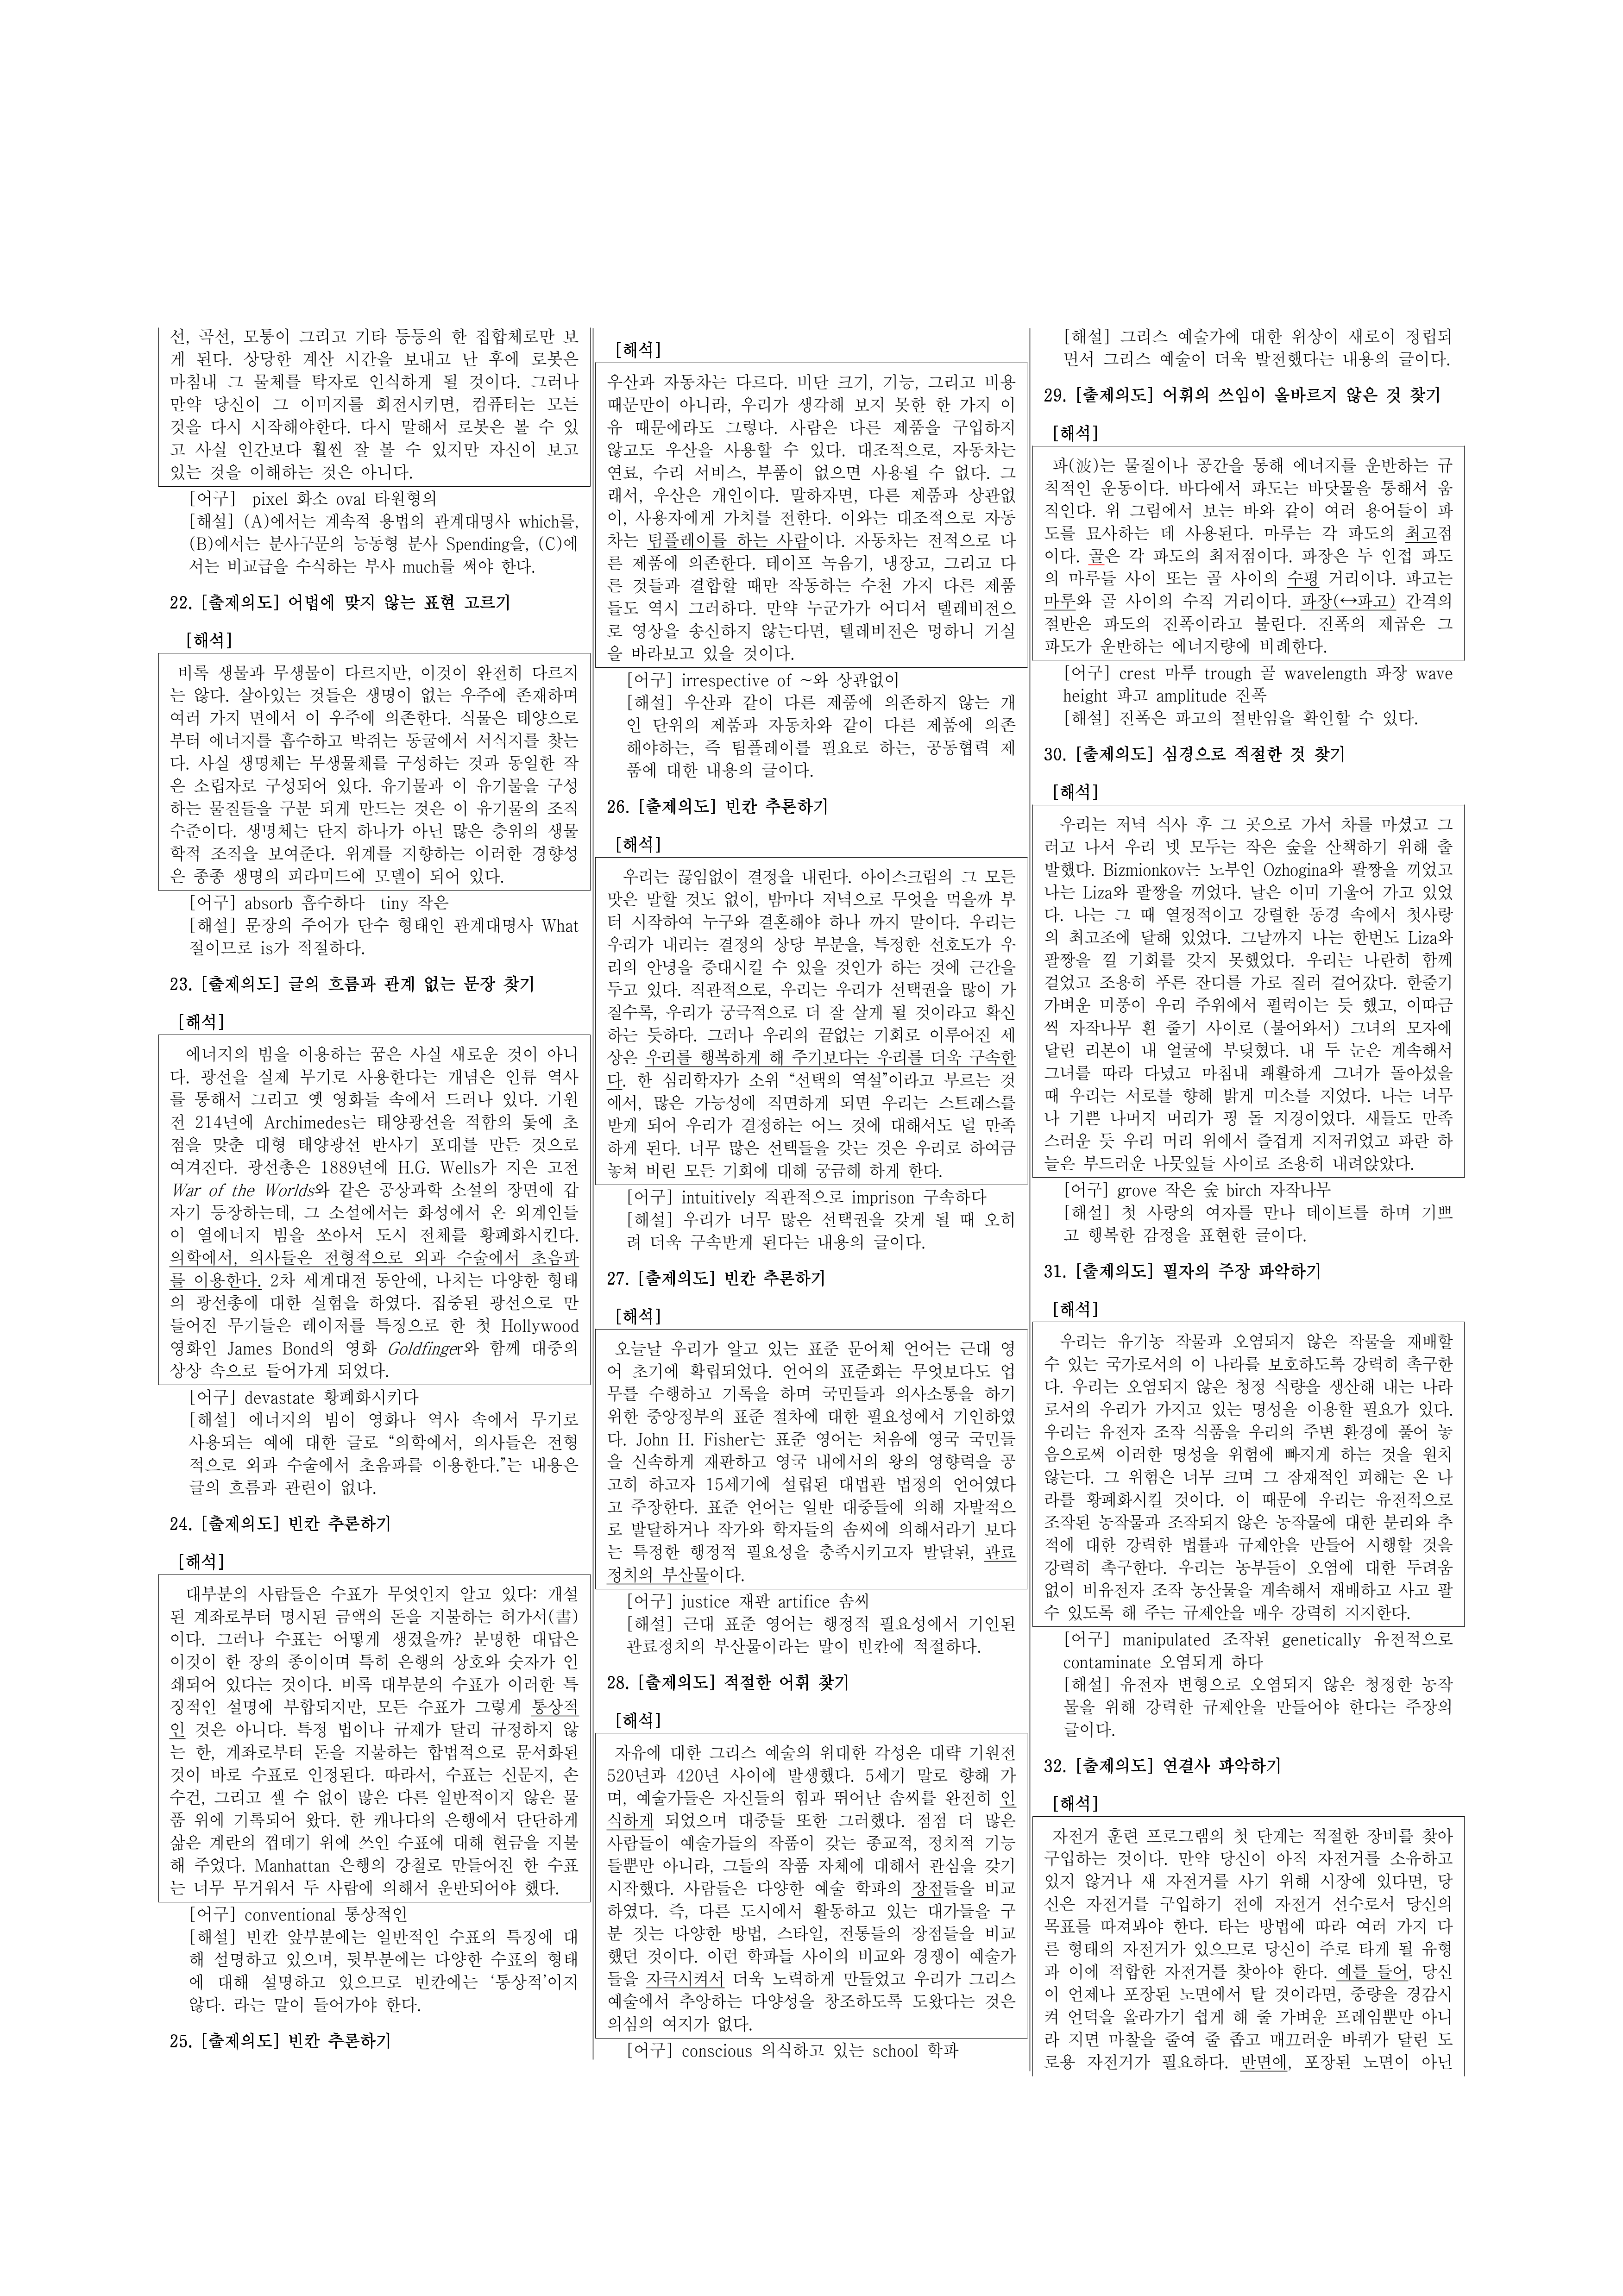 선, 곡선, 모퉁이 그리고 기타 등등의 한 집합체로만 보
게 된다. 상당한 계산 시간을 보내고 난 후에 로봇은
마침내 그 물체를 탁자로 인식하게 될 것이다. 그러나
만약 당신이 그 이미지를 회전시키면, 컴퓨터는 모든
것을 다시 시작해야한다. 다시 말해서 로봇은 볼 수 있
고 사실 인간보다 훨씬 잘 볼 수 있지만 자신이 보고
있는 것을 이해하는 것은 아니다.
[어구] pixel 화소 oval 타원형의
[해설] (A)에서는 계속적 용법의 관계대명사 which를,
(B)에서는 분사구문의 능동형 분사 Spending을, (C)에
서는 비교급을 수식하는 부사 much를 써야 한다.
22. [출제의도] 어법에 맞지 않는 표현 고르기
[해석]
비록 생물과 무생물이 다르지만, 이것이 완전히 다르지
는 않다. 살아있는 것들은 생명이 없는 우주에 존재하며
여러 가지 면에서 이 우주에 의존한다. 식물은 태양으로
부터 에너지를 흡수하고 박쥐는 동굴에서 서식지를 찾는
다. 사실 생명체는 무생물체를 구성하는 것과 동일한 작
은 소립자로 구성되어 있다. 유기물과 이 유기물을 구성
하는 물질들을 구분 되게 만드는 것은 이 유기물의 조직
수준이다. 생명체는 단지 하나가 아닌 많은 층위의 생물
학적 조직을 보여준다. 위계를 지향하는 이러한 경향성
은 종종 생명의 피라미드에 모델이 되어 있다.
[어구] absorb 흡수하다 tiny 작은
[해설] 문장의 주어가 단수 형태인 관계대명사 What
절이므로 is가 적절하다.
23. [출제의도] 글의 흐름과 관계 없는 문장 찾기
[해석]
에너지의 빔을 이용하는 꿈은 사실 새로운 것이 아니
다. 광선을 실제 무기로 사용한다는 개념은 인류 역사
를 통해서 그리고 옛 영화들 속에서 드러나 있다. 기원
전 214년에 Archimedes는 태양광선을 적함의 돛에 초
점을 맞춘 대형 태양광선 반사기 포대를 만든 것으로
여겨진다. 광선총은 1889년에 H.G. Wells가 지은 고전
War of the Worlds와 같은 공상과학 소설의 장면에 갑
자기 등장하는데, 그 소설에서는 화성에서 온 외계인들
이 열에너지 빔을 쏘아서 도시 전체를 황폐화시킨다.
의학에서, 의사들은 전형적으로 외과 수술에서 초음파
를 이용한다. 2차 세계대전 동안에, 나치는 다양한 형태
의 광선총에 대한 실험을 하였다. 집중된 광선으로 만
들어진 무기들은 레이저를 특징으로 한 첫 Hollywood
영화인 James Bond의 영화 Goldfinger와 함께 대중의
상상 속으로 들어가게 되었다.
[어구] devastate 황폐화시키다
[해설] 에너지의 빔이 영화나 역사 속에서 무기로
사용되는 예에 대한 글로 “의학에서, 의사들은 전형
적으로 외과 수술에서 초음파를 이용한다.”는 내용은
글의 흐름과 관련이 없다.
24. [출제의도] 빈칸 추론하기
[해석]
대부분의 사람들은 수표가 무엇인지 알고 있다: 개설
된 계좌로부터 명시된 금액의 돈을 지불하는 허가서(書)
이다. 그러나 수표는 어떻게 생겼을까? 분명한 대답은
이것이 한 장의 종이이며 특히 은행의 상호와 숫자가 인
쇄되어 있다는 것이다. 비록 대부분의 수표가 이러한 특
징적인 설명에 부합되지만, 모든 수표가 그렇게 통상적
인 것은 아니다. 특정 법이나 규제가 달리 규정하지 않
는 한, 계좌로부터 돈을 지불하는 합법적으로 문서화된
것이 바로 수표로 인정된다. 따라서, 수표는 신문지, 손
수건, 그리고 셀 수 없이 많은 다른 일반적이지 않은 물
품 위에 기록되어 왔다. 한 캐나다의 은행에서 단단하게
삶은 계란의 껍데기 위에 쓰인 수표에 대해 현금을 지불
해 주었다. Manhattan 은행의 강철로 만들어진 한 수표
는 너무 무거워서 두 사람에 의해서 운반되어야 했다.
[어구] conventional 통상적인
[해설] 빈칸 앞부분에는 일반적인 수표의 특징에 대
해 설명하고 있으며, 뒷부분에는 다양한 수표의 형태
에 대해 설명하고 있으므로 빈칸에는 ‘통상적’이지
않다. 라는 말이 들어가야 한다.
25. [출제의도] 빈칸 추론하기
[해석]
우산과 자동차는 다르다. 비단 크기, 기능, 그리고 비용
때문만이 아니라, 우리가 생각해 보지 못한 한 가지 이
유 때문에라도 그렇다. 사람은 다른 제품을 구입하지
않고도 우산을 사용할 수 있다. 대조적으로, 자동차는
연료, 수리 서비스, 부품이 없으면 사용될 수 없다. 그
래서, 우산은 개인이다. 말하자면, 다른 제품과 상관없
이, 사용자에게 가치를 전한다. 이와는 대조적으로 자동
차는 팀플레이를 하는 사람이다. 자동차는 전적으로 다
른 제품에 의존한다. 테이프 녹음기, 냉장고, 그리고 다
른 것들과 결합할 때만 작동하는 수천 가지 다른 제품
들도 역시 그러하다. 만약 누군가가 어디서 텔레비전으
로 영상을 송신하지 않는다면, 텔레비전은 멍하니 거실
을 바라보고 있을 것이다.
[어구] irrespective of ~와 상관없이
[해설] 우산과 같이 다른 제품에 의존하지 않는 개
인 단위의 제품과 자동차와 같이 다른 제품에 의존
해야하는, 즉 팀플레이를 필요로 하는, 공동협력 제
품에 대한 내용의 글이다.
26. [출제의도] 빈칸 추론하기
[해석]
우리는 끊임없이 결정을 내린다. 아이스크림의 그 모든
맛은 말할 것도 없이, 밤마다 저녁으로 무엇을 먹을까 부
터 시작하여 누구와 결혼해야 하나 까지 말이다. 우리는
우리가 내리는 결정의 상당 부분을, 특정한 선호도가 우
리의 안녕을 증대시킬 수 있을 것인가 하는 것에 근간을
두고 있다. 직관적으로, 우리는 우리가 선택권을 많이 가
질수록, 우리가 궁극적으로 더 잘 살게 될 것이라고 확신
하는 듯하다. 그러나 우리의 끝없는 기회로 이루어진 세
상은 우리를 행복하게 해 주기보다는 우리를 더욱 구속한
다. 한 심리학자가 소위 “선택의 역설”이라고 부르는 것
에서, 많은 가능성에 직면하게 되면 우리는 스트레스를
받게 되어 우리가 결정하는 어느 것에 대해서도 덜 만족
하게 된다. 너무 많은 선택들을 갖는 것은 우리로 하여금
놓쳐 버린 모든 기회에 대해 궁금해 하게 한다.
[어구] intuitively 직관적으로 imprison 구속하다
[해설] 우리가 너무 많은 선택권을 갖게 될 때 오히
려 더욱 구속받게 된다는 내용의 글이다.
27. [출제의도] 빈칸 추론하기
[해석]
오늘날 우리가 알고 있는 표준 문어체 언어는 근대 영
어 초기에 확립되었다. 언어의 표준화는 무엇보다도 업
무를 수행하고 기록을 하며 국민들과 의사소통을 하기
위한 중앙정부의 표준 절차에 대한 필요성에서 기인하였
다. John H. Fisher는 표준 영어는 처음에 영국 국민들
을 신속하게 재판하고 영국 내에서의 왕의 영향력을 공
고히 하고자 15세기에 설립된 대법관 법정의 언어였다
고 주장한다. 표준 언어는 일반 대중들에 의해 자발적으
로 발달하거나 작가와 학자들의 솜씨에 의해서라기 보다
는 특정한 행정적 필요성을 충족시키고자 발달된, 관료
정치의 부산물이다.
[어구] justice 재판 artifice 솜씨
[해설] 근대 표준 영어는 행정적 필요성에서 기인된
관료정치의 부산물이라는 말이 빈칸에 적절하다.
28. [출제의도] 적절한 어휘 찾기
[해석]
자유에 대한 그리스 예술의 위대한 각성은 대략 기원전
520년과 420년 사이에 발생했다. 5세기 말로 향해 가
며, 예술가들은 자신들의 힘과 뛰어난 솜씨를 완전히 인
식하게 되었으며 대중들 또한 그러했다. 점점 더 많은
사람들이 예술가들의 작품이 갖는 종교적, 정치적 기능
들뿐만 아니라, 그들의 작품 자체에 대해서 관심을 갖기
시작했다. 사람들은 다양한 예술 학파의 장점들을 비교
하였다. 즉, 다른 도시에서 활동하고 있는 대가들을 구
분 짓는 다양한 방법, 스타일, 전통들의 장점들을 비교
했던 것이다. 이런 학파들 사이의 비교와 경쟁이 예술가
들을 자극시켜서 더욱 노력하게 만들었고 우리가 그리스
예술에서 추앙하는 다양성을 창조하도록 도왔다는 것은
의심의 여지가 없다.
[어구] conscious 의식하고 있는 school 학파
[해설] 그리스 예술가에 대한 위상이 새로이 정립되
면서 그리스 예술이 더욱 발전했다는 내용의 글이다.
29. [출제의도] 어휘의 쓰임이 올바르지 않은 것 찾기
[해석]
파(波)는 물질이나 공간을 통해 에너지를 운반하는 규
칙적인 운동이다. 바다에서 파도는 바닷물을 통해서 움
직인다. 위 그림에서 보는 바와 같이 여러 용어들이 파
도를 묘사하는 데 사용된다. 마루는 각 파도의 최고점
이다. 골은 각 파도의 최저점이다. 파장은 두 인접 파도
의 마루들 사이 또는 골 사이의 수평 거리이다. 파고는
마루와 골 사이의 수직 거리이다. 파장(↔파고) 간격의
절반은 파도의 진폭이라고 불린다. 진폭의 제곱은 그
파도가 운반하는 에너지량에 비례한다.
[어구] crest 마루 trough 골 wavelength 파장 wave
height 파고 amplitude 진폭
[해설] 진폭은 파고의 절반임을 확인할 수 있다.
30. [출제의도] 심경으로 적절한 것 찾기
[해석]
우리는 저녁 식사 후 그 곳으로 가서 차를 마셨고 그
러고 나서 우리 넷 모두는 작은 숲을 산책하기 위해 출
발했다. Bizmionkov는 노부인 Ozhogina와 팔짱을 끼었고
나는 Liza와 팔짱을 끼었다. 날은 이미 기울어 가고 있었
다. 나는 그 때 열정적이고 강렬한 동경 속에서 첫사랑
의 최고조에 달해 있었다. 그날까지 나는 한번도 Liza와
팔짱을 낄 기회를 갖지 못했었다. 우리는 나란히 함께
걸었고 조용히 푸른 잔디를 가로 질러 걸어갔다. 한줄기
가벼운 미풍이 우리 주위에서 펄럭이는 듯 했고, 이따금
씩 자작나무 흰 줄기 사이로 (불어와서) 그녀의 모자에
달린 리본이 내 얼굴에 부딪혔다. 내 두 눈은 계속해서
그녀를 따라 다녔고 마침내 쾌활하게 그녀가 돌아섰을
때 우리는 서로를 향해 밝게 미소를 지었다. 나는 너무
나 기쁜 나머지 머리가 핑 돌 지경이었다. 새들도 만족
스러운 듯 우리 머리 위에서 즐겁게 지저귀었고 파란 하
늘은 부드러운 나뭇잎들 사이로 조용히 내려앉았다.
[어구] grove 작은 숲 birch 자작나무
[해설] 첫 사랑의 여자를 만나 데이트를 하며 기쁘
고 행복한 감정을 표현한 글이다.
31. [출제의도] 필자의 주장 파악하기
[해석]
우리는 유기농 작물과 오염되지 않은 작물을 재배할
수 있는 국가로서의 이 나라를 보호하도록 강력히 촉구한
다. 우리는 오염되지 않은 청정 식량을 생산해 내는 나라
로서의 우리가 가지고 있는 명성을 이용할 필요가 있다.
우리는 유전자 조작 식품을 우리의 주변 환경에 풀어 놓
음으로써 이러한 명성을 위험에 빠지게 하는 것을 원치
않는다. 그 위험은 너무 크며 그 잠재적인 피해는 온 나
라를 황폐화시킬 것이다. 이 때문에 우리는 유전적으로
조작된 농작물과 조작되지 않은 농작물에 대한 분리와 추
적에 대한 강력한 법률과 규제안을 만들어 시행할 것을
강력히 촉구한다. 우리는 농부들이 오염에 대한 두려움
없이 비유전자 조작 농산물을 계속해서 재배하고 사고 팔
수 있도록 해 주는 규제안을 매우 강력히 지지한다.
[어구] manipulated 조작된 genetically 유전적으로
contaminate 오염되게 하다
[해설] 유전자 변형으로 오염되지 않은 청정한 농작
물을 위해 강력한 규제안을 만들어야 한다는 주장의
글이다.
32. [출제의도] 연결사 파악하기
[해석]
자전거 훈련 프로그램의 첫 단계는 적절한 장비를 찾아
구입하는 것이다. 만약 당신이 아직 자전거를 소유하고
있지 않거나 새 자전거를 사기 위해 시장에 있다면, 당
신은 자전거를 구입하기 전에 자전거 선수로서 당신의
목표를 따져봐야 한다. 타는 방법에 따라 여러 가지 다
른 형태의 자전거가 있으므로 당신이 주로 타게 될 유형
과 이에 적합한 자전거를 찾아야 한다. 예를 들어, 당신
이 언제나 포장된 노면에서 탈 것이라면, 중량을 경감시
켜 언덕을 올라가기 쉽게 해 줄 가벼운 프레임뿐만 아니
라 지면 마찰을 줄여 줄 좁고 매끄러운 바퀴가 달린 도
로용 자전거가 필요하다. 반면에, 포장된 노면이 아닌